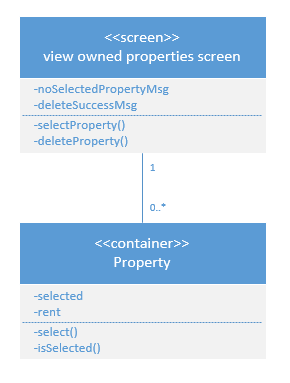 <<screen>>
view owned properties screen
-noSelectedPropertyMsg
-deleteSuccessMsg
-selectProperty()
-deleteProperty()
1
0..*
<<container>>
Property
-selected
-rent
-select()
-isSelected()